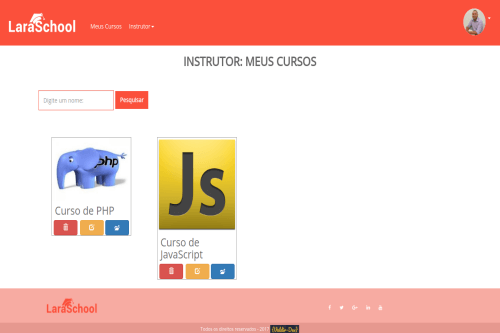 LaraSchool
Meus Cursos Instrutor
INSTRUTOR: MEUS CURSOS
Digite um nome: Pesquisar
php
Js
Curso de PHP
Curso de
JavaScript
LaraSchool
Todos os direitos reservados - 2017